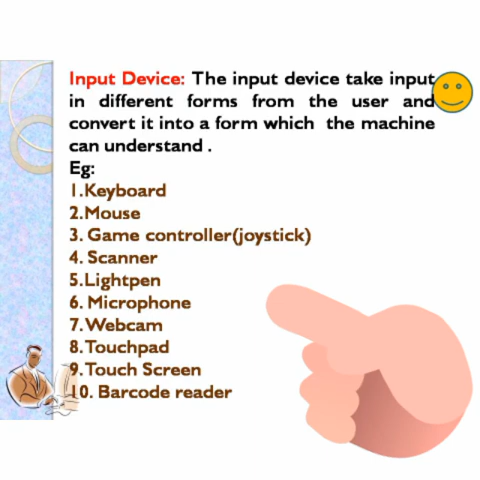 Input Device: The input device take input
in different forms from the user and
convert it into a form which the machine
can understand .
Eg:
1.Keyboard
2.Mouse
3. Game controller(joystick)
4. Scanner
5.Lightpen
6. Microphone
7.Webcam
8.Touchpad
9.Touch Screen
10. Barcode reader